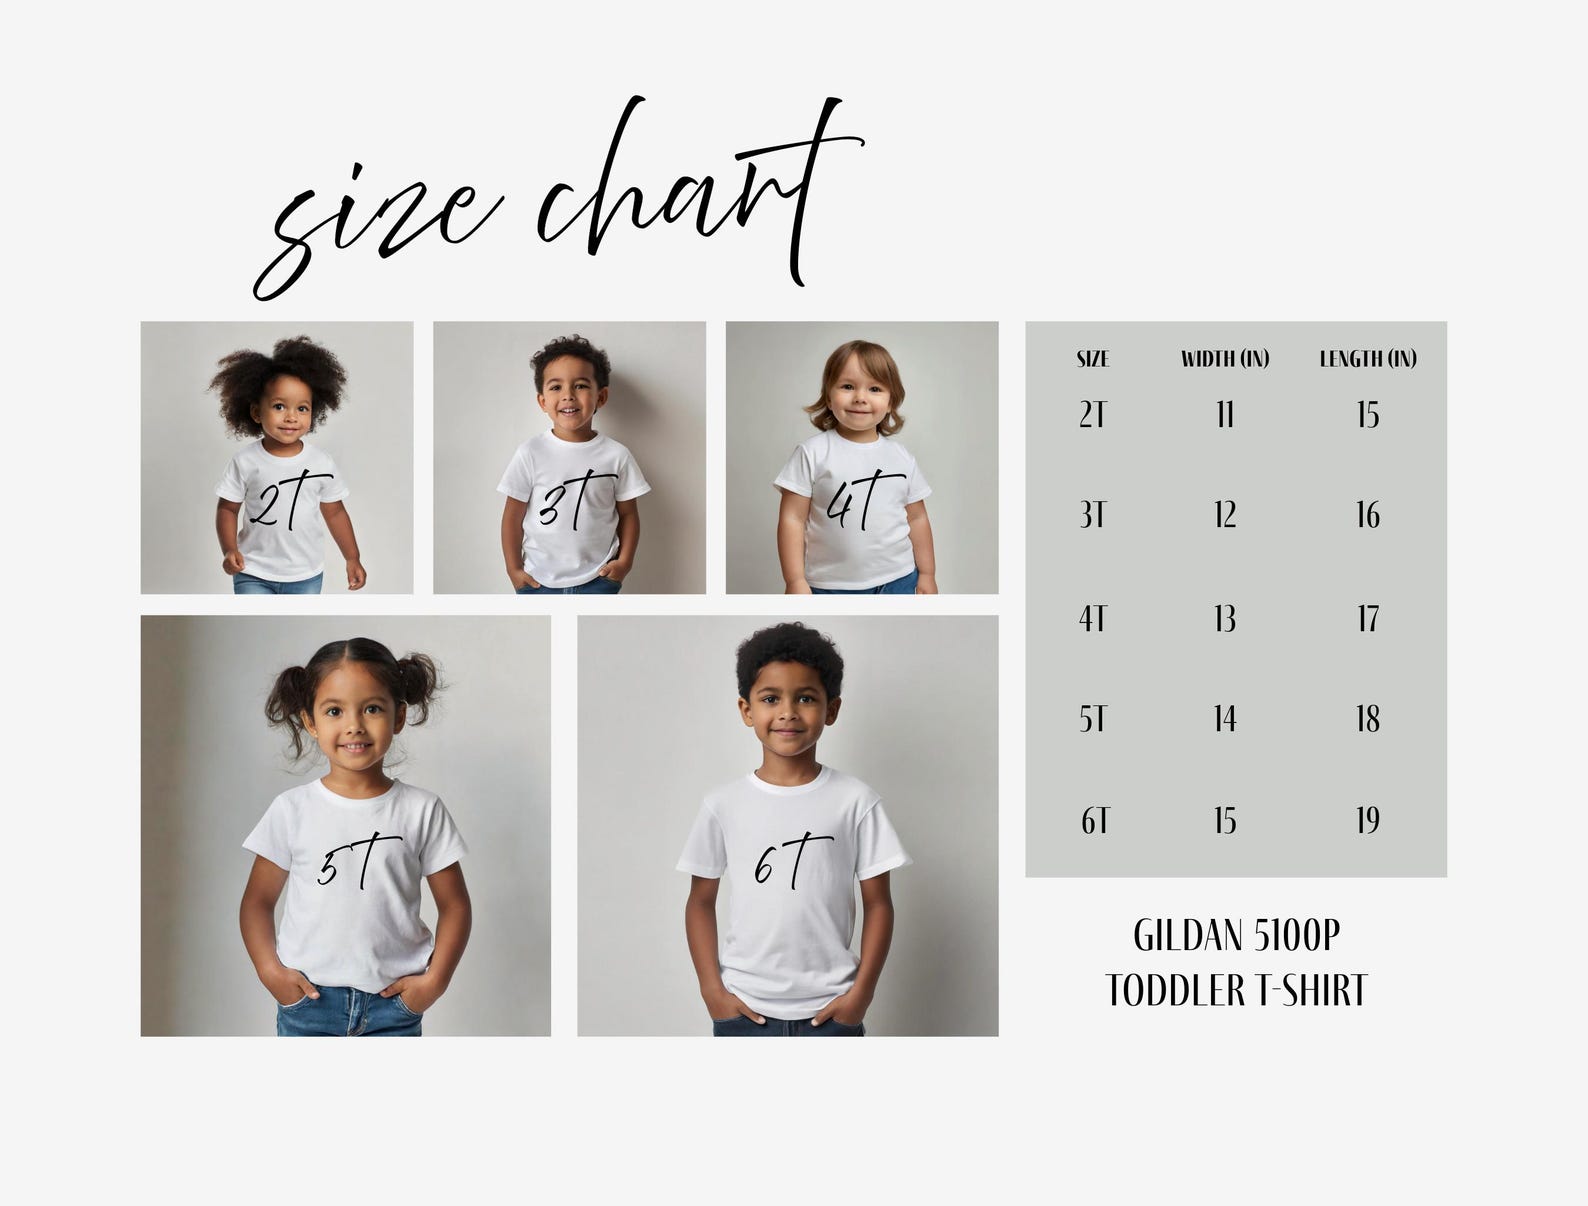 size chart
2T
3T
4T
5T
6T
SIZE WIDTH (IN) LENGTH (IN)
2T 11 15
3T 12 16
4T 13 17
5T 14 18
6T 15 19
GILDAN 5100P
TODDLER T-SHIRT